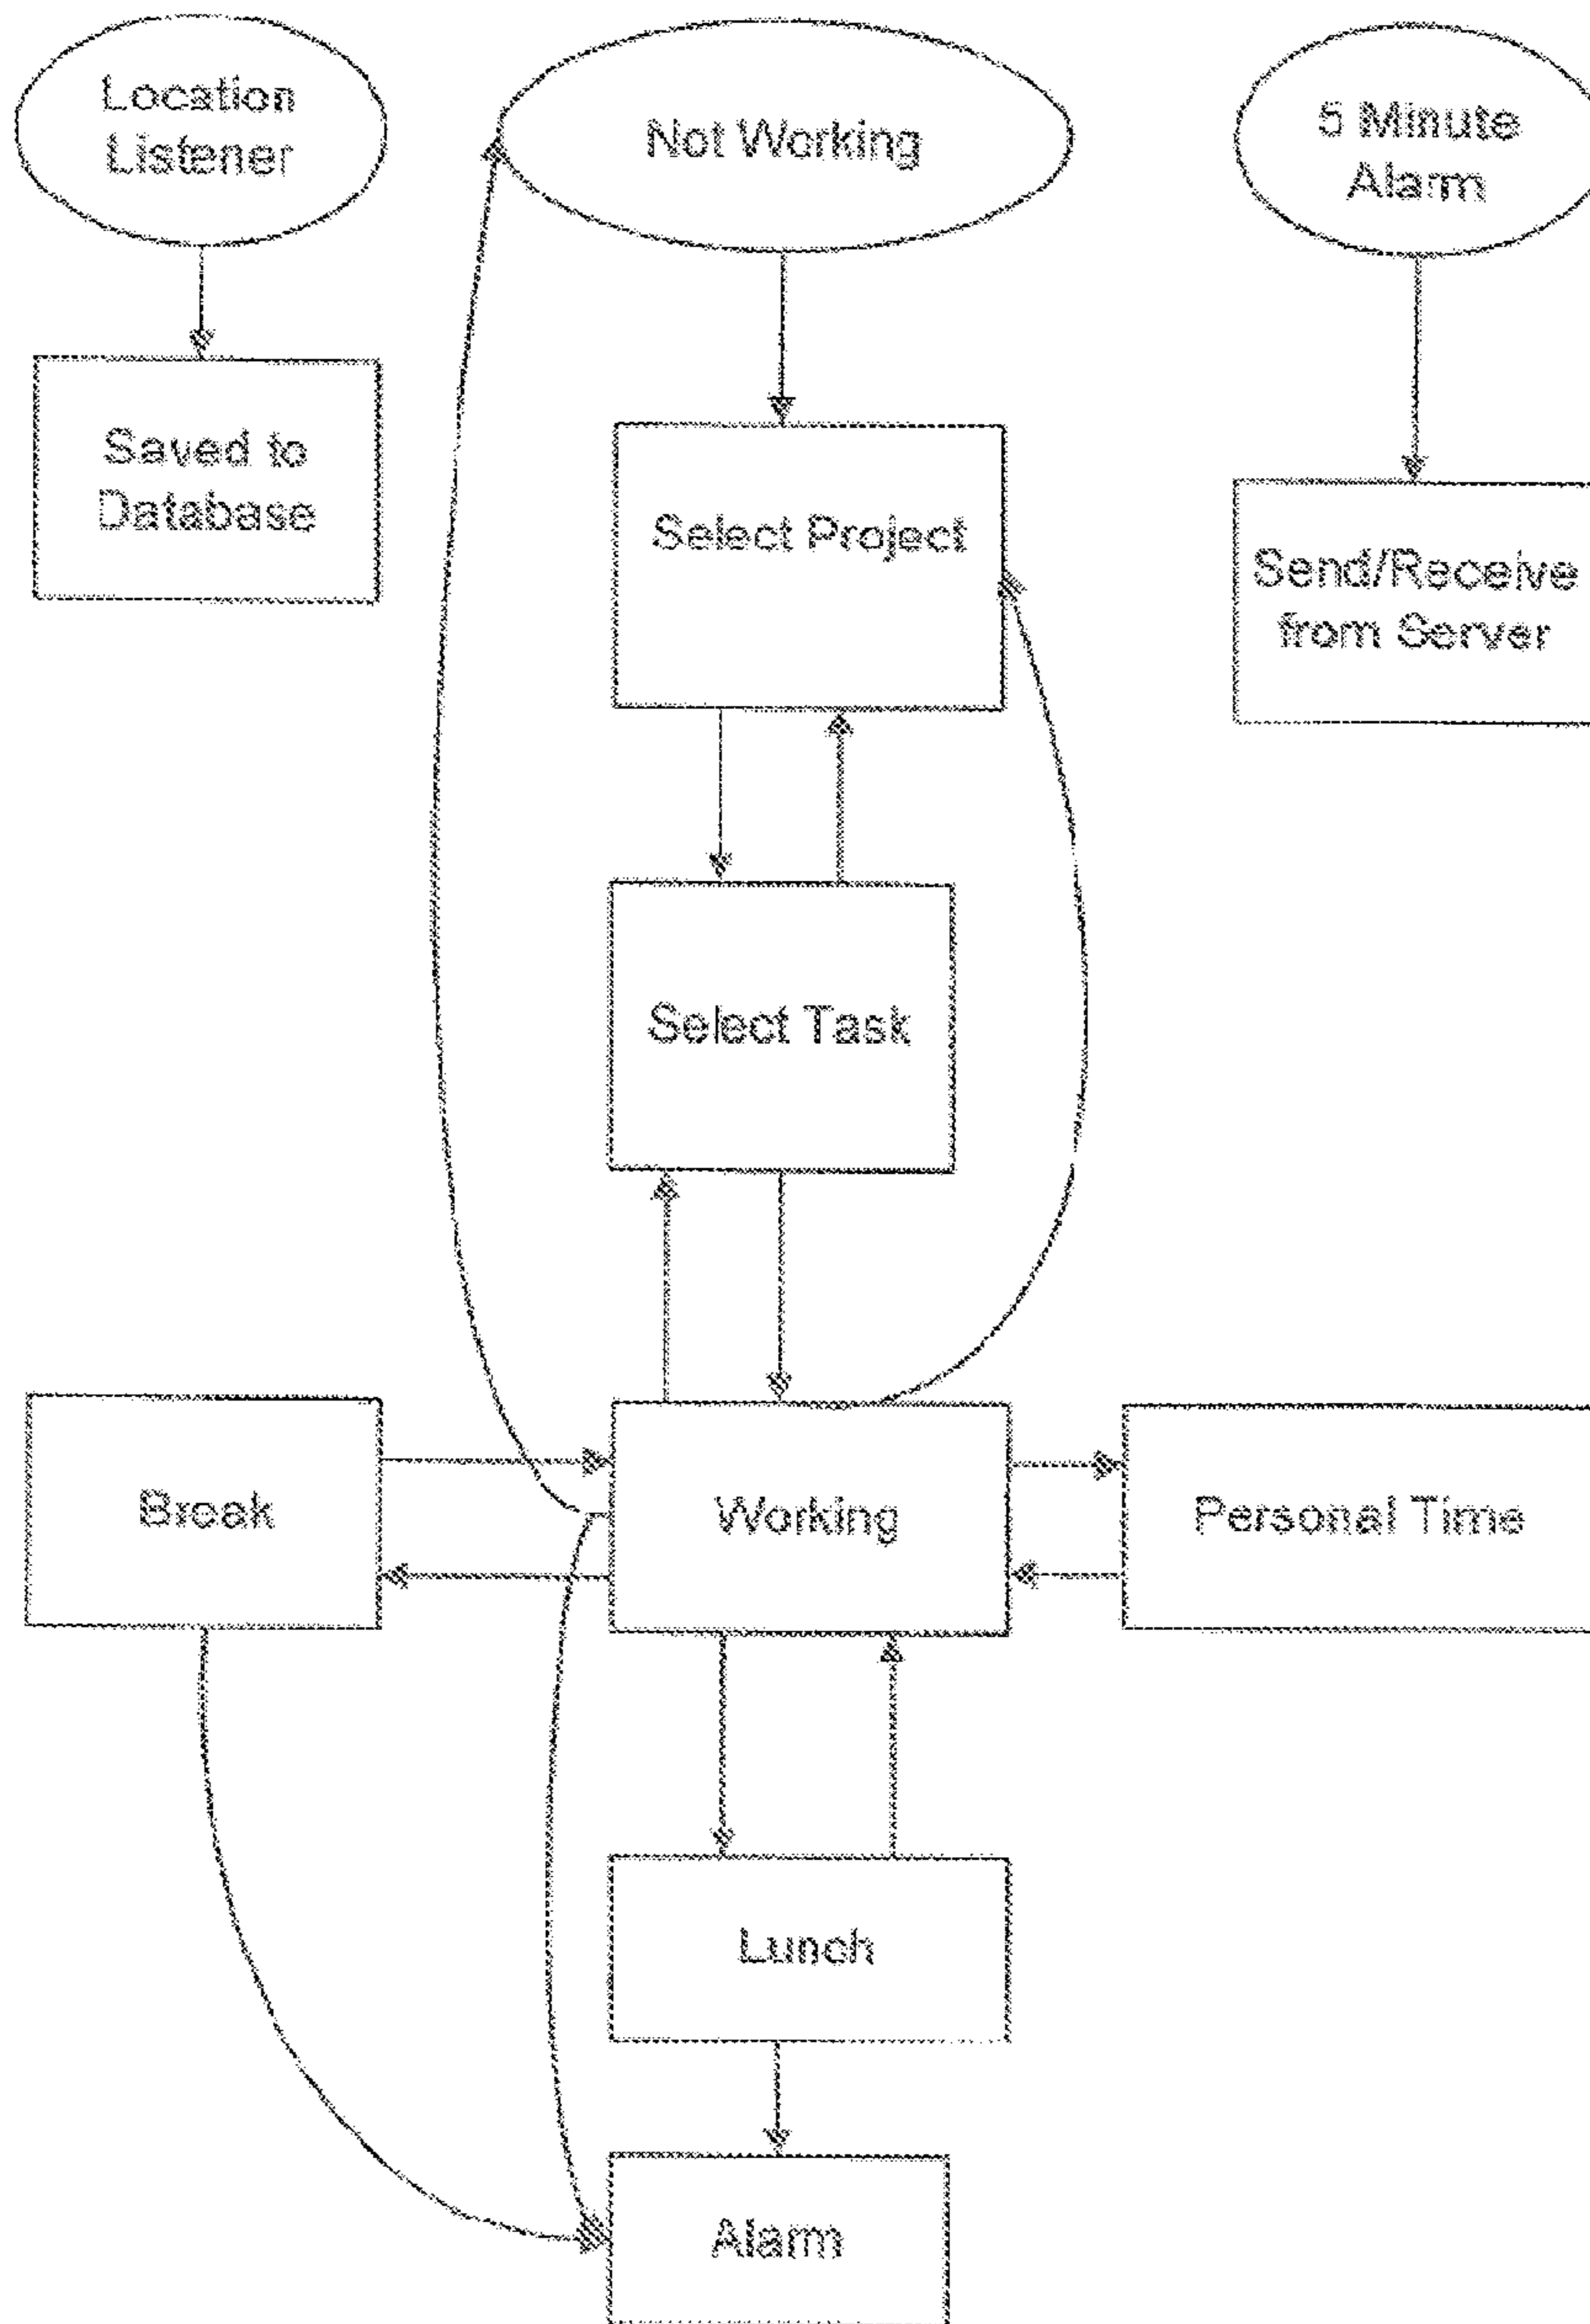 Location
Listener
Not Working
5 Minute
Alarm
Saved to
Database
Select Project
Send/Receive
from Server
Select Task
Break
Working
Personal Time
Lunch
Alarm